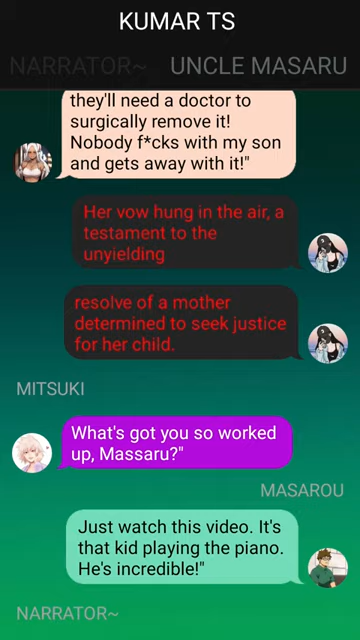 KUMAR TS
NARRATOR~ UNCLE MASARU
they'll need a doctor to
surgically remove it!
Nobody f*cks with my son
and gets away with it!"
Her vow hung in the air, a
testament to the
unyielding
resolve of a mother
determined to seek justice
for her child.
MITSUKI
What's got you so worked
up, Massaru?"
MASAROU
Just watch this video. It's
that kid playing the piano.
He's incredible!"
NARRATOR~